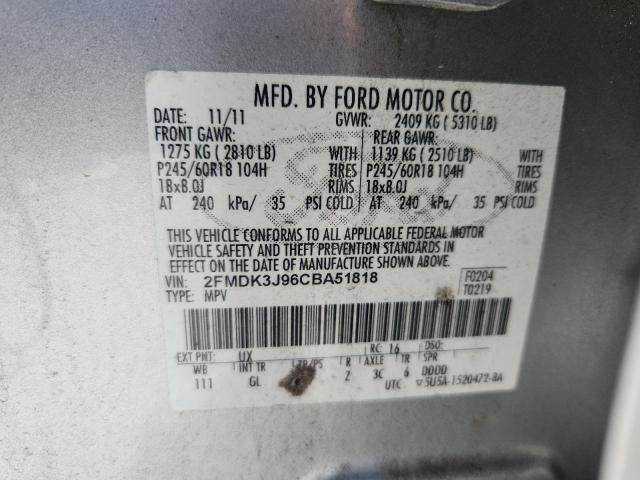 MFD. BY FORD MOTOR CO.
DATE: 11/11 GVWR: 2409 KG ( 5310 LB)
FRONT GAWR: REAR GAWR:
1275 KG ( 2810 LB) WITH 1139 KG ( 2510 LB) WITH
P245/60R18 104H TIRES P245/60R18 104H TIRES
18x8.0J RIMS 18x8.0J RIMS
AT 240 kPa/ 35 PSI COLD AT 240 kPa/ 35 PSI COLD
THIS VEHICLE CONFORMS TO ALL APPLICABLE FEDERAL MOTOR
VEHICLE SAFETY AND THEFT PREVENTION STANDARDS IN
EFFECT ON THE DATE OF MANUFACTURE SHOWN ABOVE.
VIN: 2FMDK3J96CBA51818 F0204
TYPE: MPV T0219
EXT PNT: UX RC: 16 DSO:
WB INT TR TP/PS R AXLE TR SPR
111 GL Z 3C 6 DDDD
UTC ▽5U5A-1520472-BA